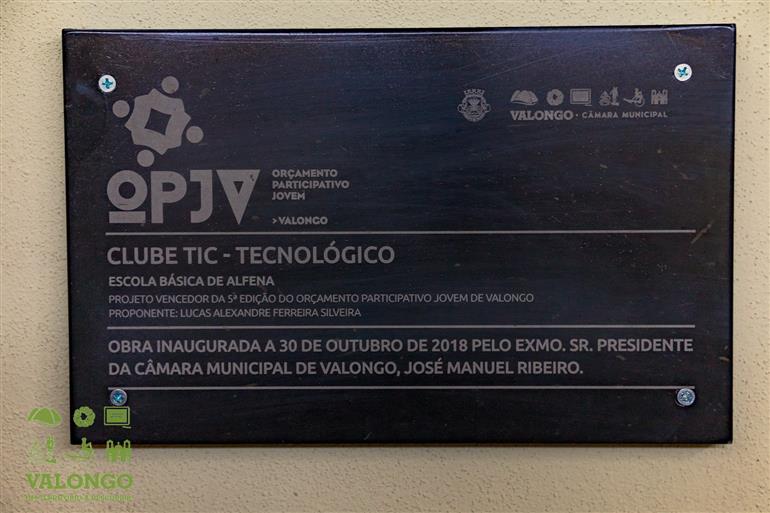 VALONGO • CÂMARA MUNICIPAL
OPJV
ORÇAMENTO
PARTICIPATIVO
JOVEM
>VALONGO
CLUBE TIC - TECNOLÓGICO
ESCOLA BÁSICA DE ALFENA
PROJETO VENCEDOR DA 5ª EDIÇÃO DO ORÇAMENTO PARTICIPATIVO JOVEM DE VALONGO
PROPONENTE: LUCAS ALEXANDRE FERREIRA SILVEIRA
OBRA INAUGURADA A 30 DE OUTUBRO DE 2018 PELO EXMO. SR. PRESIDENTE
DA CÂMARA MUNICIPAL DE VALONGO, JOSÉ MANUEL RIBEIRO.
VALONGO